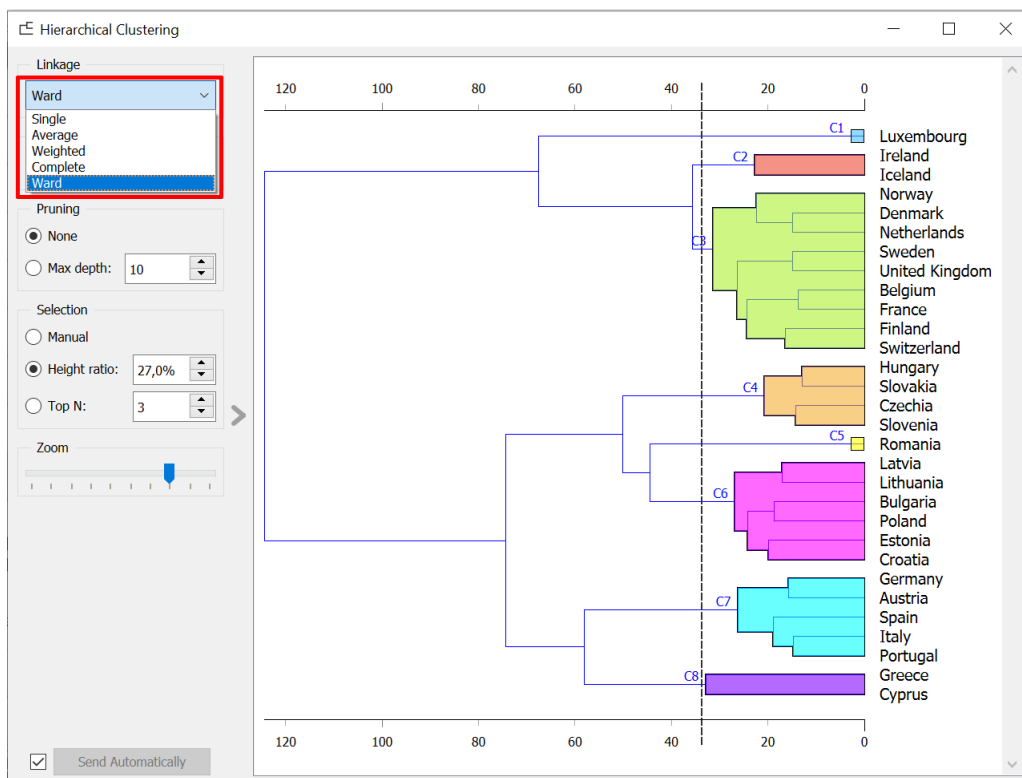 Hierarchical Clustering
Linkage
Ward
Single
Average
Weighted
Complete
Ward
Pruning
None
Max depth: 10
Selection
Manual
Height ratio: 27,0%
Top N: 3
Zoom
Send Automatically
120 100 80 60 40 20 0
C1 Luxembourg
Ireland
C2
Iceland
Norway
Denmark
Netherlands
C3
Sweden
United Kingdom
Belgium
France
Finland
Switzerland
Hungary
Slovakia
C4
Czechia
Slovenia
C5 Romania
Latvia
Lithuania
C6
Bulgaria
Poland
Estonia
Croatia
Germany
C7 Austria
Spain
Italy
Portugal
C8 Greece
Cyprus
120 100 80 60 40 20 0